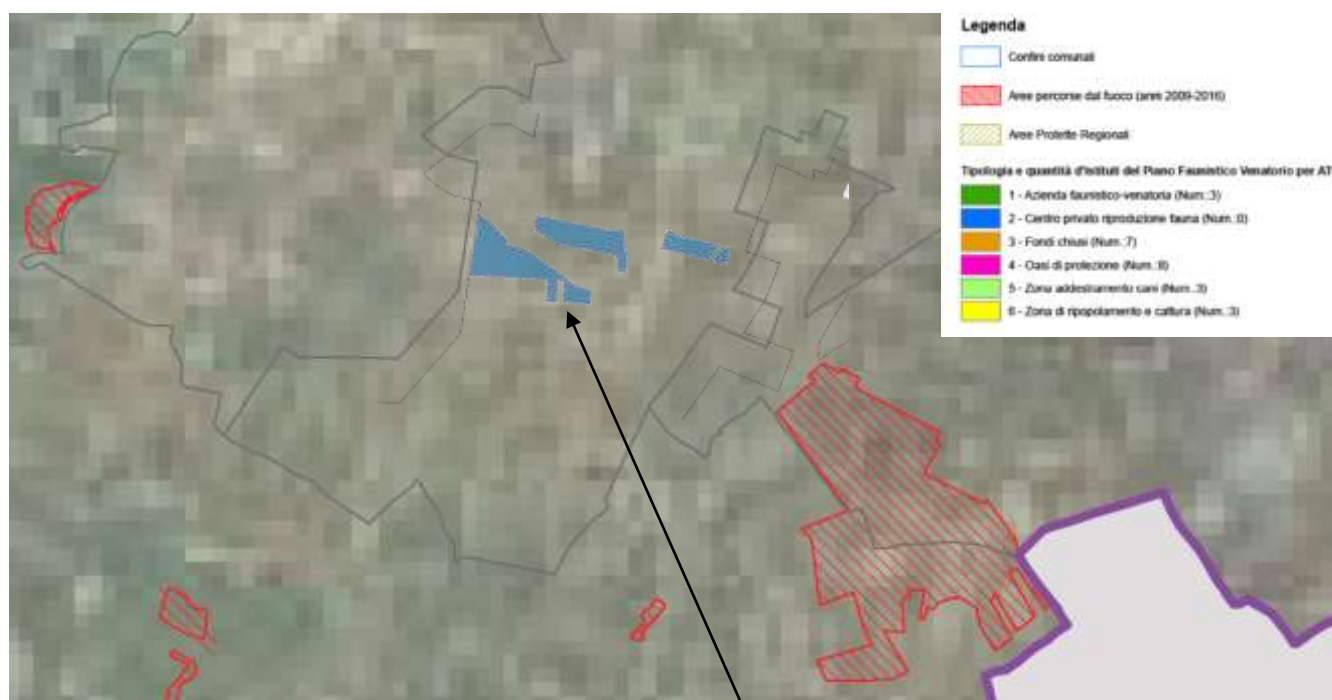 Legenda
Confini comunali
Aree percorse dal fuoco (anni 2009-2016)
Aree Protette Regionali
Tipologia e quantità d'istituti del Piano Faunistico Venatorio per AT
1 - Azienda faunistico-venatoria (Num.:3)
2 - Centro privato riproduzione fauna (Num.:0)
3 - Fondi chiusi (Num.:7)
4 - Oasi di protezione (Num.:8)
5 - Zona addestramento cani (Num.:3)
6 - Zona di ripopolamento e cattura (Num.:3)